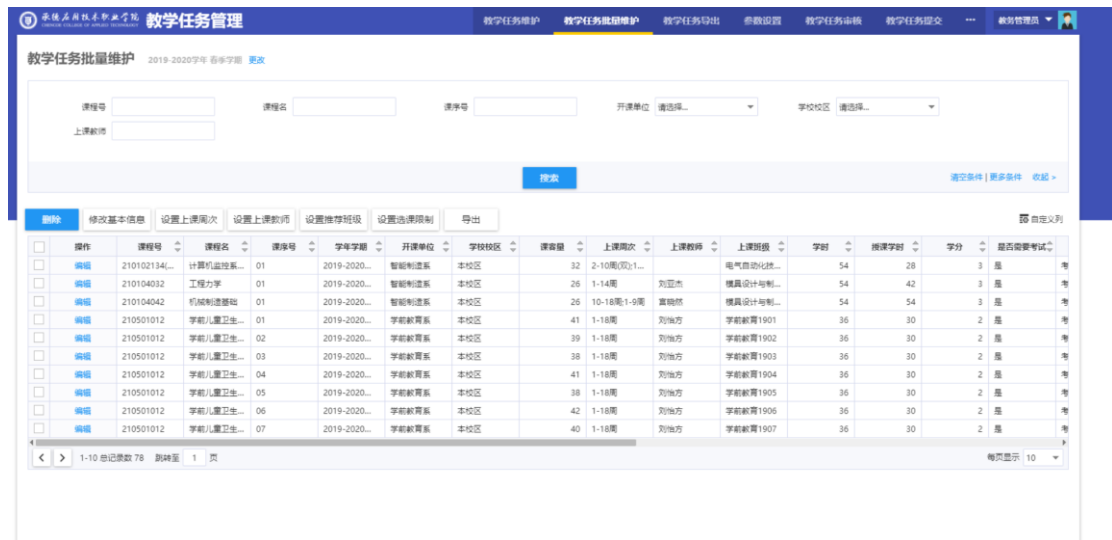 承德应用技术职业学院 教学任务管理 教学任务维护 教学任务批量维护 教学任务导出 参数设置 教学任务审核 教学任务提交 ··· 教务管理员
教学任务批量维护 2019-2020学年 春季学期 更改
课程号 课程名 课序号 开课单位 请选择... 学校校区 请选择...
上课教师
搜索 清空条件 | 更多条件 收起 >
删除 修改基本信息 设置上课周次 设置上课教师 设置推荐班级 设置选课限制 导出 自定义列
操作 课程号 课程名 课序号 学年学期 开课单位 学校校区 课容量 上课周次 上课教师 上课班级 学时 授课学时 学分 是否需要考试
编辑 210102134(... 计算机监控系... 01 2019-2020... 智能制造系 本校区 32 2-10周(双);1... 电气自动化技... 54 28 3 是 考
编辑 210104032 工程力学 01 2019-2020... 智能制造系 本校区 26 1-14周 刘亚杰 模具设计与制... 54 42 3 是 考
编辑 210104042 机械制造基础 01 2019-2020... 智能制造系 本校区 26 10-18周;1-9周 模具设计与制... 54 54 3 是 考
编辑 210501012 学前儿童卫生... 01 2019-2020... 学前教育系 本校区 41 1-18周 刘怡方 学前教育1901 36 30 2 是 考
编辑 210501012 学前儿童卫生... 02 2019-2020... 学前教育系 本校区 39 1-18周 刘怡方 学前教育1902 36 30 2 是 考
编辑 210501012 学前儿童卫生... 03 2019-2020... 学前教育系 本校区 38 1-18周 刘怡方 学前教育1903 36 30 2 是 考
编辑 210501012 学前儿童卫生... 04 2019-2020... 学前教育系 本校区 41 1-18周 刘怡方 学前教育1904 36 30 2 是 考
编辑 210501012 学前儿童卫生... 05 2019-2020... 学前教育系 本校区 38 1-18周 刘怡方 学前教育1905 36 30 2 是 考
编辑 210501012 学前儿童卫生... 06 2019-2020... 学前教育系 本校区 42 1-18周 刘怡方 学前教育1906 36 30 2 是 考
编辑 210501012 学前儿童卫生... 07 2019-2020... 学前教育系 本校区 40 1-18周 刘怡方 学前教育1907 36 30 2 是 考
1-10 总记录数 78 跳转至 1 页 每页显示 10